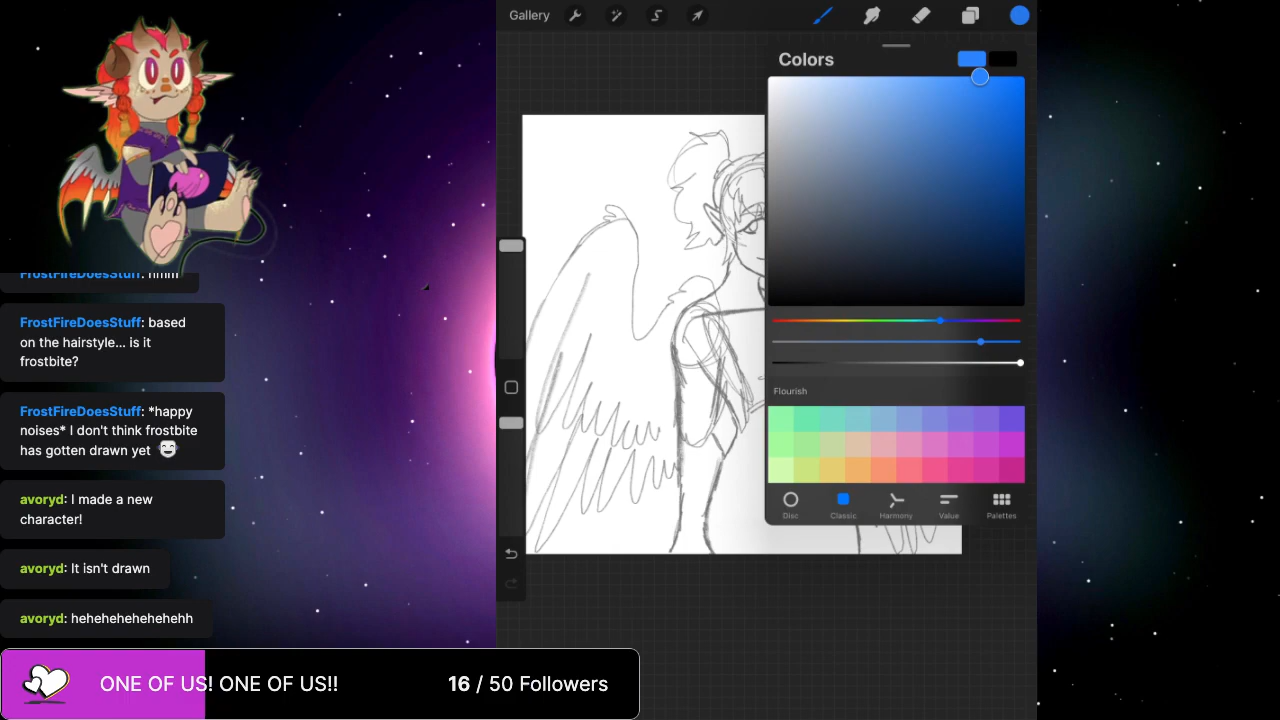 Gallery
Colors
FrostFireDoesStuff: hmm
FrostFireDoesStuff: based
on the hairstyle... is it
frostbite?
FrostFireDoesStuff: *happy
noises* I don't think frostbite
has gotten drawn yet
avoryd: I made a new
character!
avoryd: It isn't drawn
avoryd: hehehehehehehehh
Flourish
Disc
Classic
Harmony
Value
Palettes
ONE OF US! ONE OF US!!
16 / 50 Followers